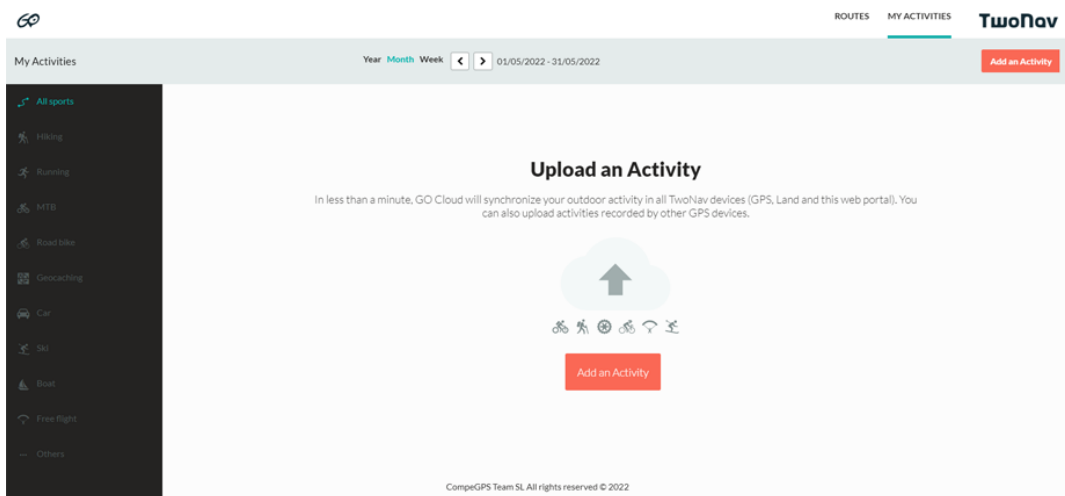 GO
ROUTES MY ACTIVITIES TwoNav
My Activities Year Month Week 01/05/2022 - 31/05/2022 Add an Activity
All sports
Hiking
Running
MTB
Road bike
Geocaching
Car
Ski
Boat
Free flight
Others
Upload an Activity
In less than a minute, GO Cloud will synchronize your outdoor activity in all TwoNav devices (GPS, Land and this web portal). You
can also upload activities recorded by other GPS devices.
Add an Activity
CompeGPS Team SL All rights reserved © 2022